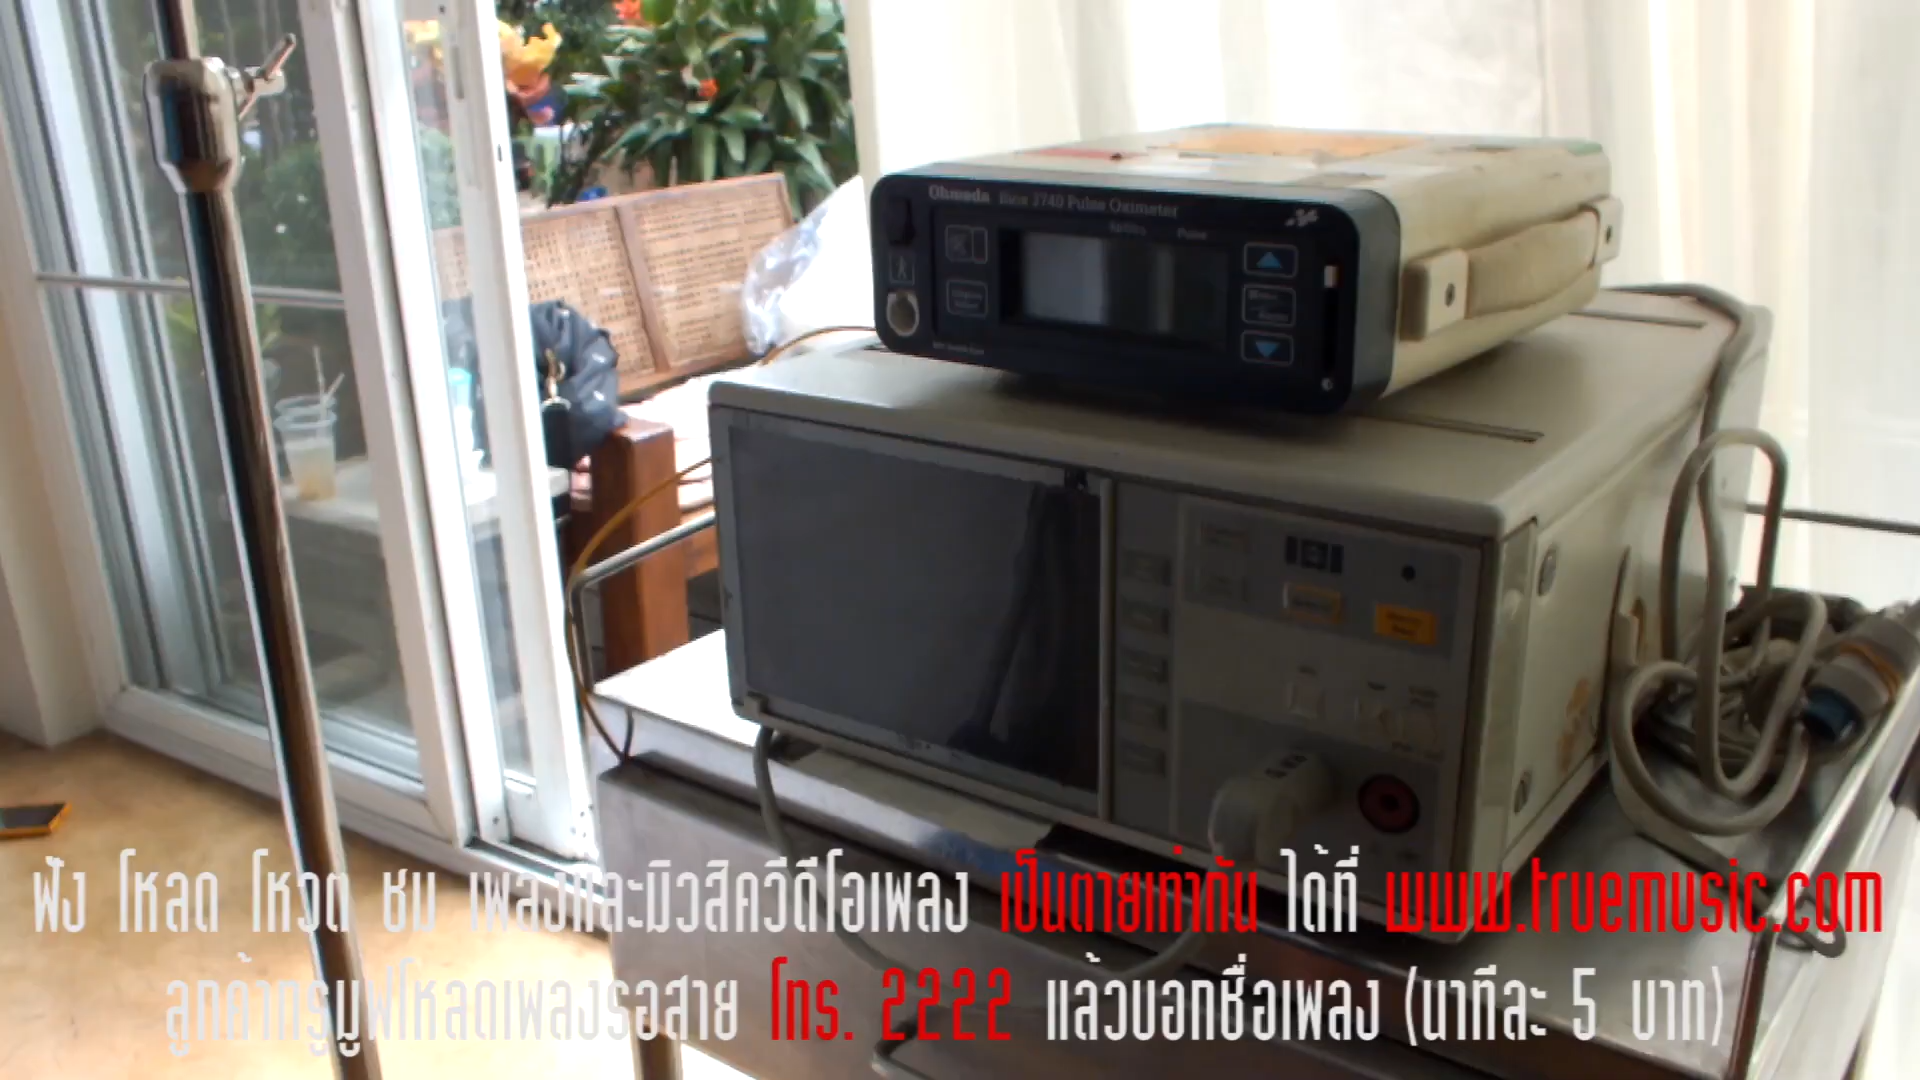 Ohmeda Biox 3740 Pulse Oximeter
SpO2% Pulse
ฟัง โหลด โหวต ชม เพลงและมิวสิควีดีโอเพลง เป็นตายเท่ากัน ได้ที่ www.truemusic.com
ลูกค้าทรูมูฟโหลดเพลงรอสาย โทร. 2222 แล้วบอกชื่อเพลง (นาทีละ 5 บาท)